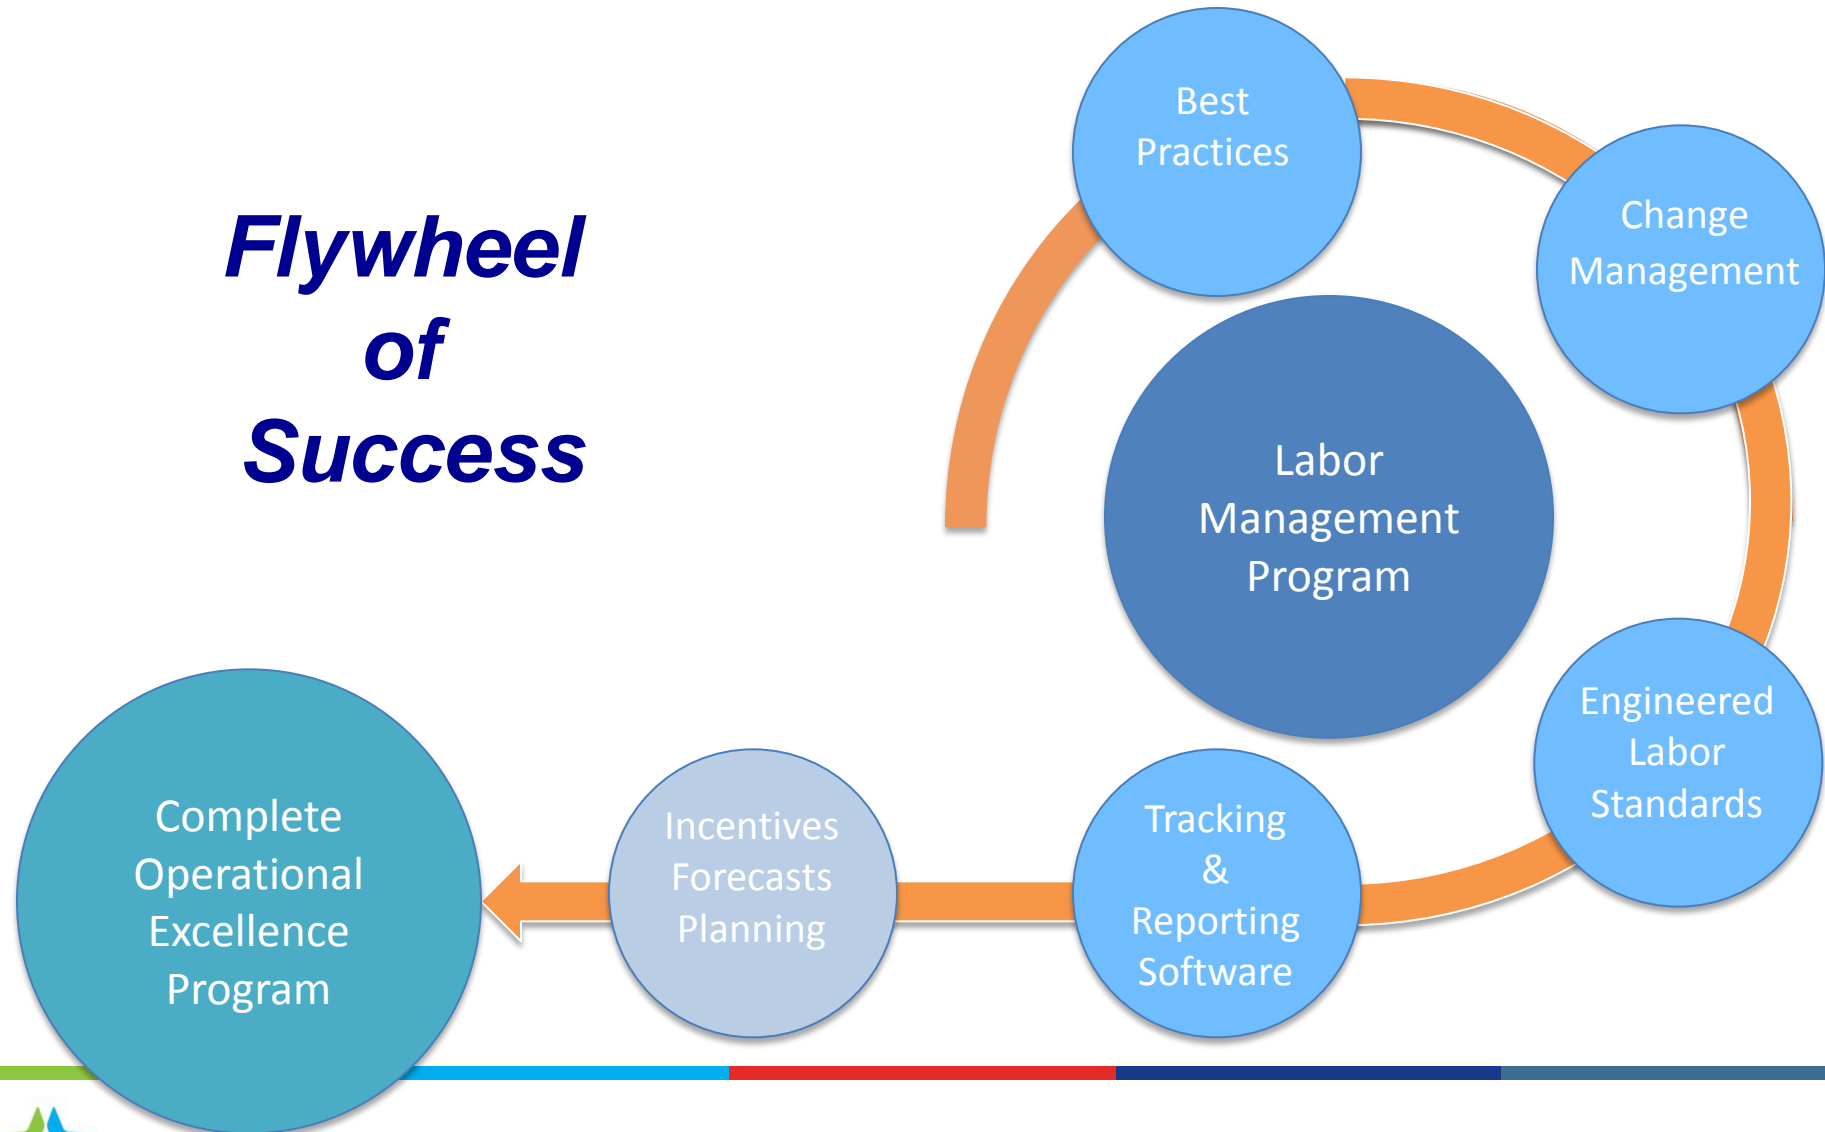 Flywheel
of
Success
Best
Practices
Change
Management
Labor
Management
Program
Engineered
Labor
Standards
Tracking
&
Reporting
Software
Incentives
Forecasts
Planning
Complete
Operational
Excellence
Program